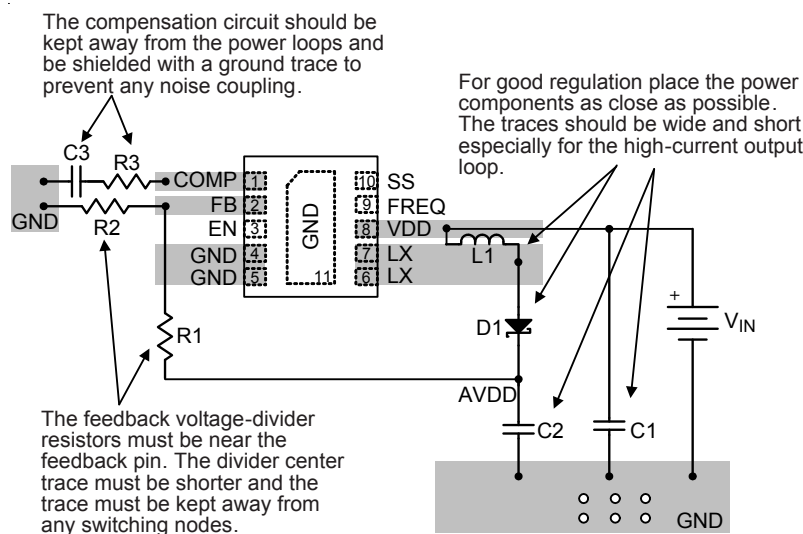 The compensation circuit should be
kept away from the power loops and
be shielded with a ground trace to
prevent any noise coupling.
For good regulation place the power
components as close as possible.
The traces should be wide and short
especially for the high-current output
loop.
C3
R3
GND
R2
COMP 1
FB 2
EN 3
GND 4
GND 5
GND
11
10 SS
9 FREQ
8 VDD
7 LX
6 LX
L1
D1
+
VIN
R1
AVDD
C2
C1
GND
The feedback voltage-divider
resistors must be near the
feedback pin. The divider center
trace must be shorter and the
trace must be kept away from
any switching nodes.